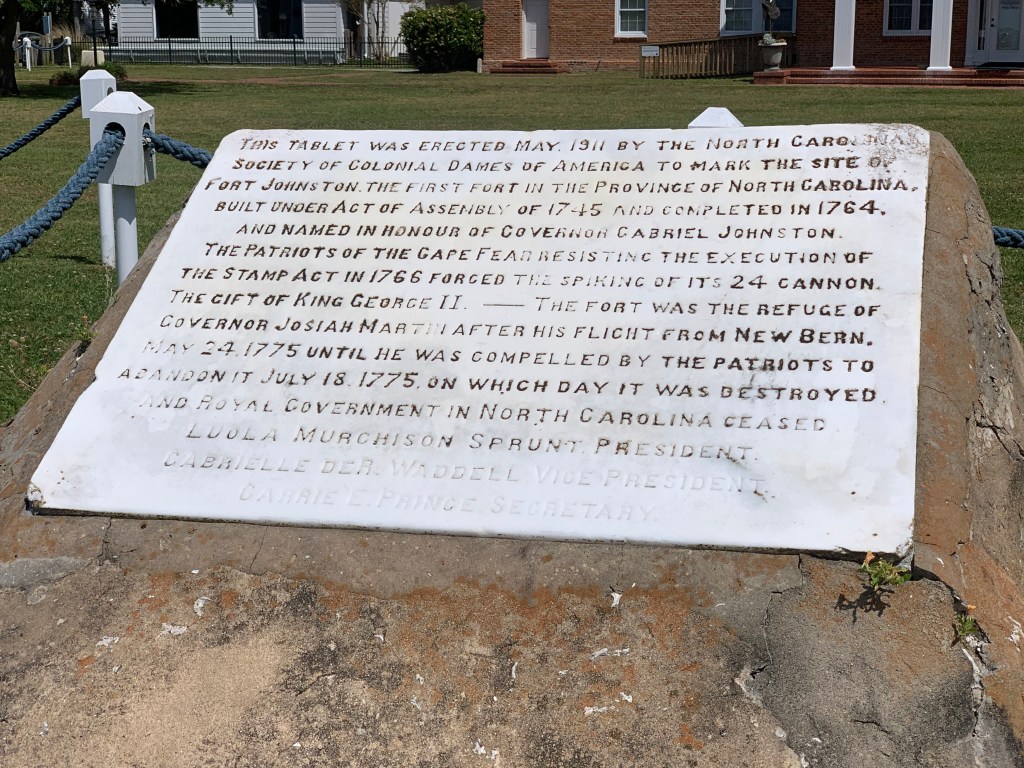 THIS TABLET WAS ERECTED MAY, 1911 BY THE NORTH CAROLINA
SOCIETY OF COLONIAL DAMES OF AMERICA TO MARK THE SITE OF
FORT JOHNSTON. THE FIRST FORT IN THE PROVINCE OF NORTH CAROLINA,
BUILT UNDER ACT OF ASSEMBLY OF 1745 AND COMPLETED IN 1764,
AND NAMED IN HONOUR OF GOVERNOR GABRIEL JOHNSTON.
THE PATRIOTS OF THE CAPE FEAR RESISTING THE EXECUTION OF
THE STAMP ACT IN 1766 FORCED THE SPIKING OF ITS 24 CANNON.
THE GIFT OF KING GEORGE II. — THE FORT WAS THE REFUGE OF
GOVERNOR JOSIAH MARTIN AFTER HIS FLIGHT FROM NEW BERN,
MAY 24, 1775 UNTIL HE WAS COMPELLED BY THE PATRIOTS TO
ABANDON IT JULY 18, 1775, ON WHICH DAY IT WAS DESTROYED
AND ROYAL GOVERNMENT IN NORTH CAROLINA CEASED
LUOLA MURCHISON SPRUNT. PRESIDENT.
GABRIELLE DER. WADDELL VICE PRESIDENT
CARRIE E. PRINCE. SECRETARY.